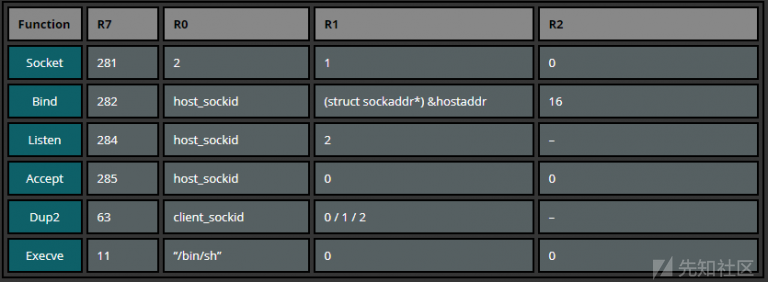 Function R7 R0 R1 R2
Socket 281 2 1 0
Bind 282 host_sockid (struct sockaddr*) &hostaddr 16
Listen 284 host_sockid 2 –
Accept 285 host_sockid 0 0
Dup2 63 client_sockid 0 / 1 / 2 –
Execve 11 “/bin/sh” 0 0
先知社区